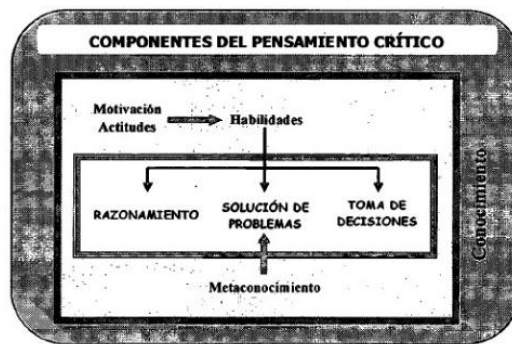 COMPONENTES DEL PENSAMIENTO CRÍTICO
Motivación
Actitudes
Habilidades
RAZONAMIENTO
SOLUCIÓN DE
PROBLEMAS
TOMA DE
DECISIONES
Metaconocimiento
Conocimiento